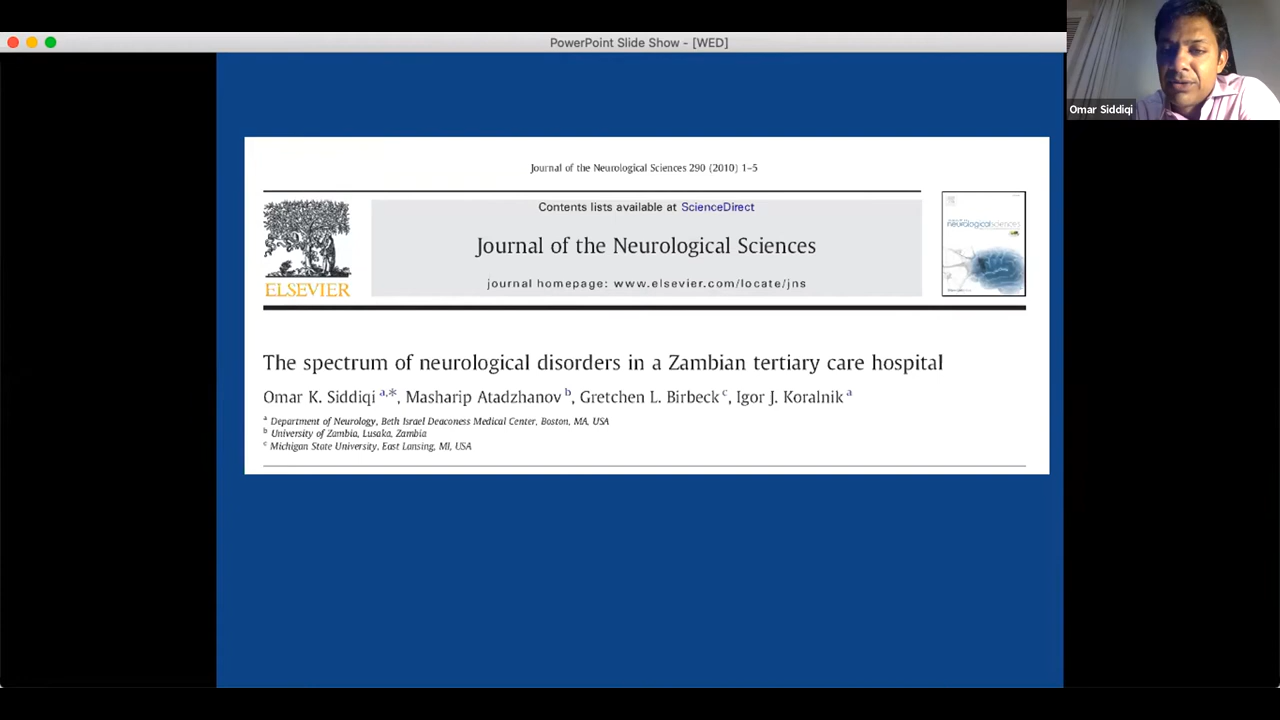 PowerPoint Slide Show - [WED]
Omar Siddiqi
Journal of the Neurological Sciences 290 (2010) 1–5
Contents lists available at ScienceDirect
Journal of the Neurological Sciences
journal homepage: www.elsevier.com/locate/jns
ELSEVIER
neurological sciences
The spectrum of neurological disorders in a Zambian tertiary care hospital
Omar K. Siddiqi a,*, Masharip Atadzhanov b, Gretchen L. Birbeck c, Igor J. Koralnik a
a Department of Neurology, Beth Israel Deaconess Medical Center, Boston, MA, USA
b University of Zambia, Lusaka, Zambia
c Michigan State University, East Lansing, MI, USA